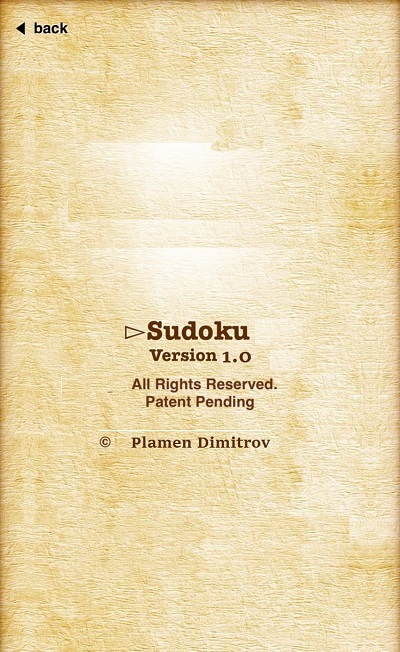 back
▷Sudoku
Version 1.0
All Rights Reserved.
Patent Pending
© Plamen Dimitrov